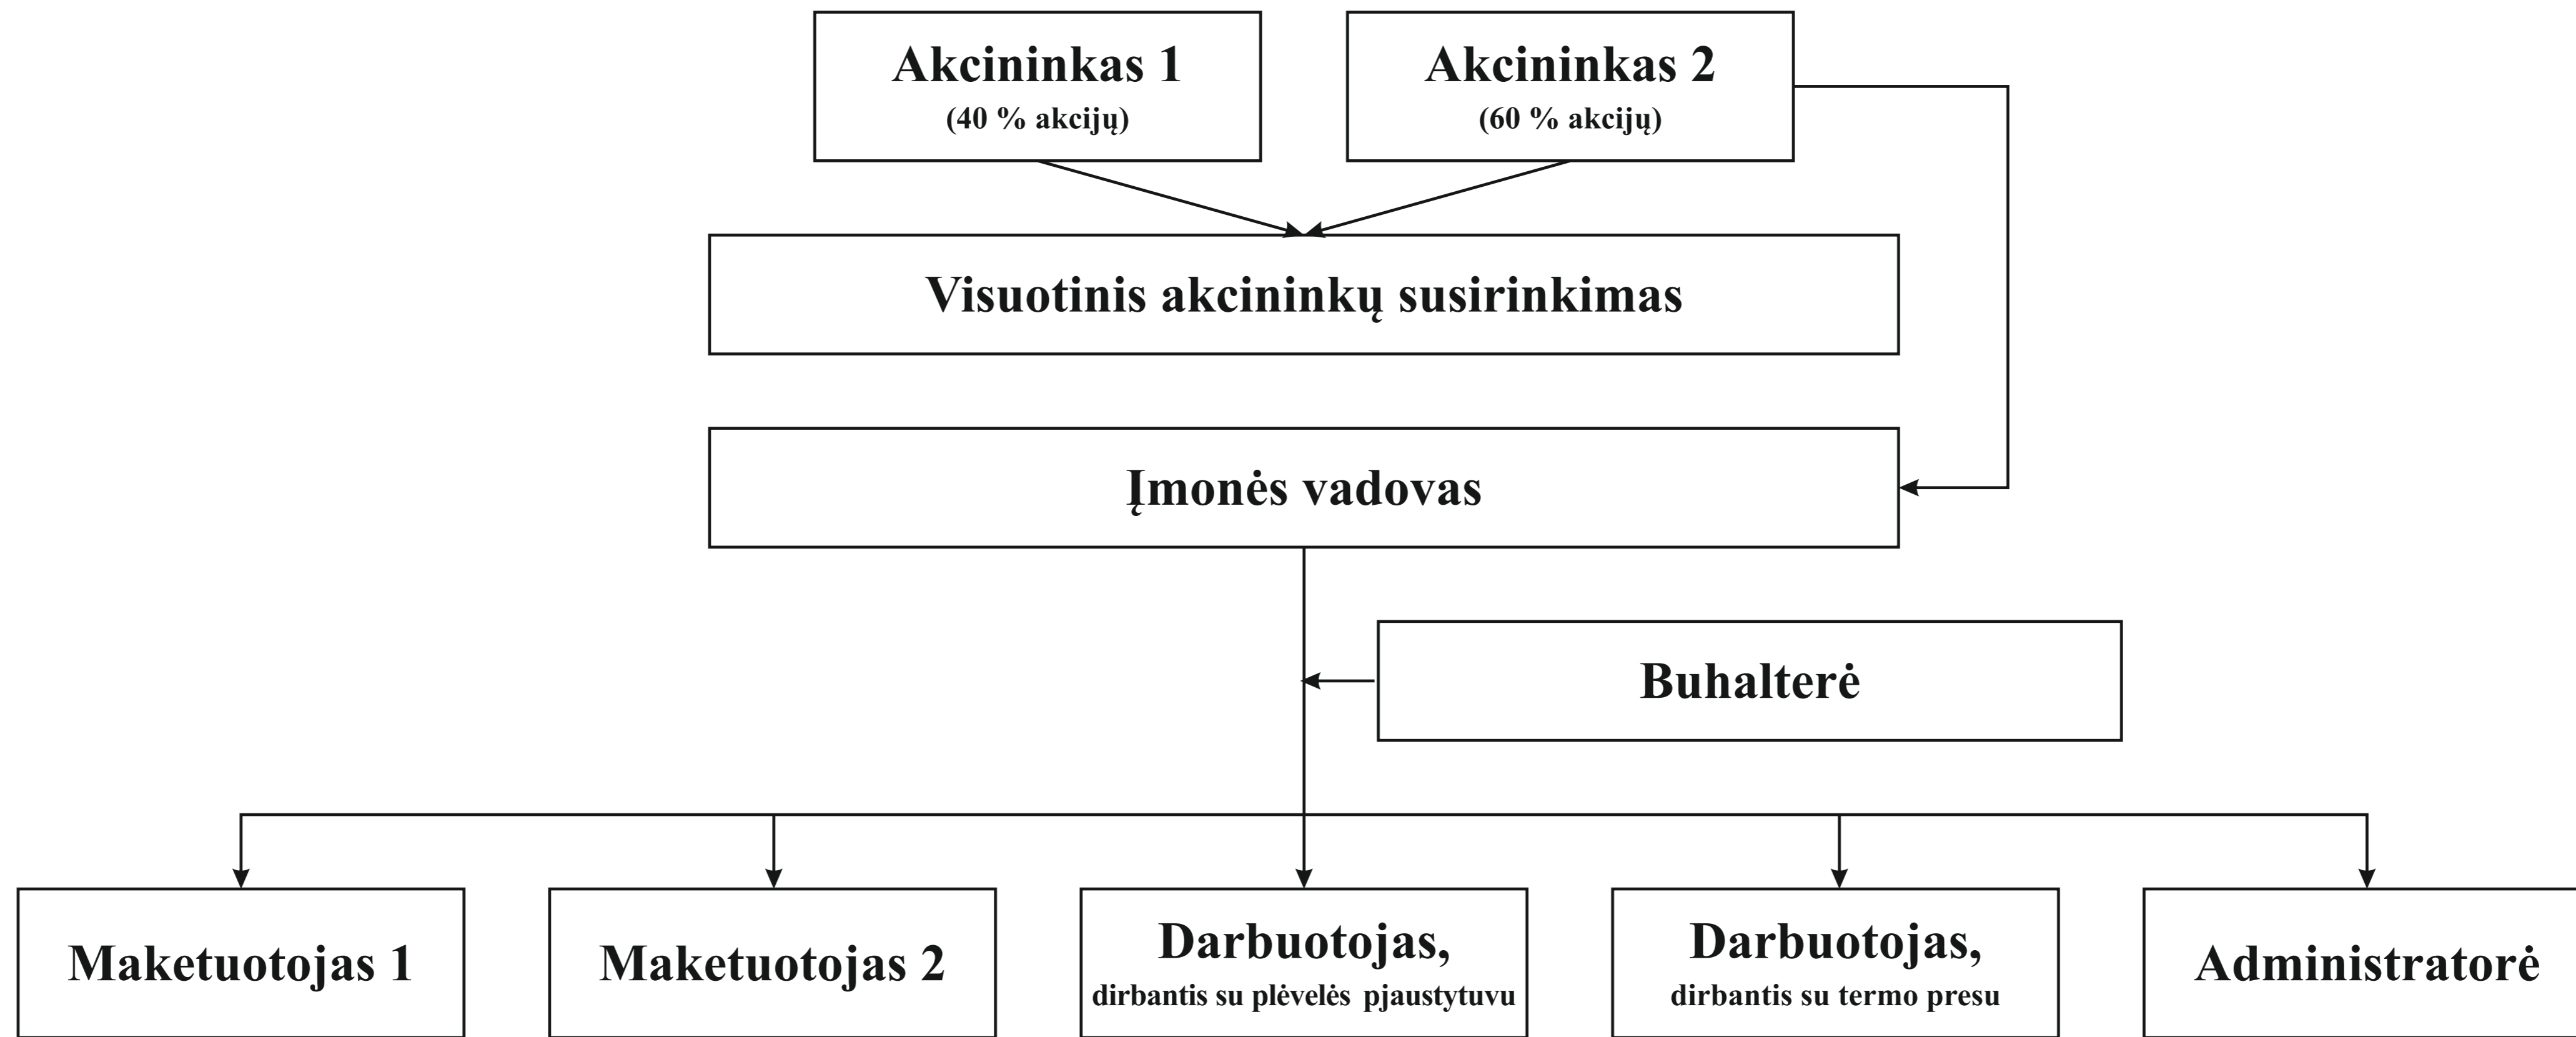 Akcininkas 1
(40 % akcijų)
Akcininkas 2
(60 % akcijų)
Visuotinis akcininkų susirinkimas
Įmonės vadovas
Buhalterė
Maketuotojas 1
Maketuotojas 2
Darbuotojas,
dirbantis su plėvelės pjaustytuvu
Darbuotojas,
dirbantis su termo presu
Administratorė